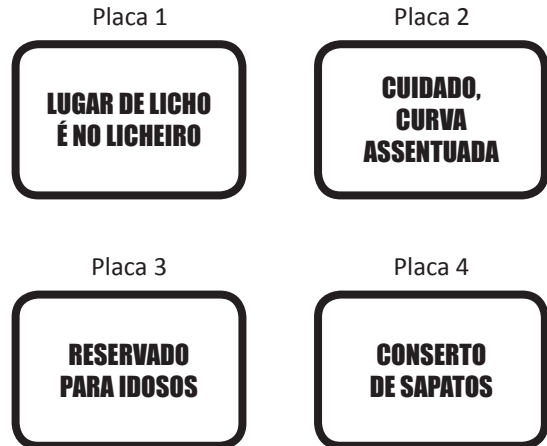 Placa 1
LUGAR DE LICHO
É NO LICHEIRO
Placa 2
CUIDADO,
CURVA
ASSENTUADA
Placa 3
RESERVADO
PARA IDOSOS
Placa 4
CONSERTO
DE SAPATOS